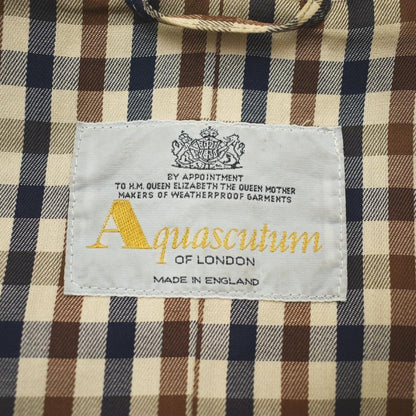 BY APPOINTMENT
TO H.M. QUEEN ELIZABETH THE QUEEN MOTHER
MAKERS OF WEATHERPROOF GARMENTS
Aquascutum
OF LONDON
MADE IN ENGLAND